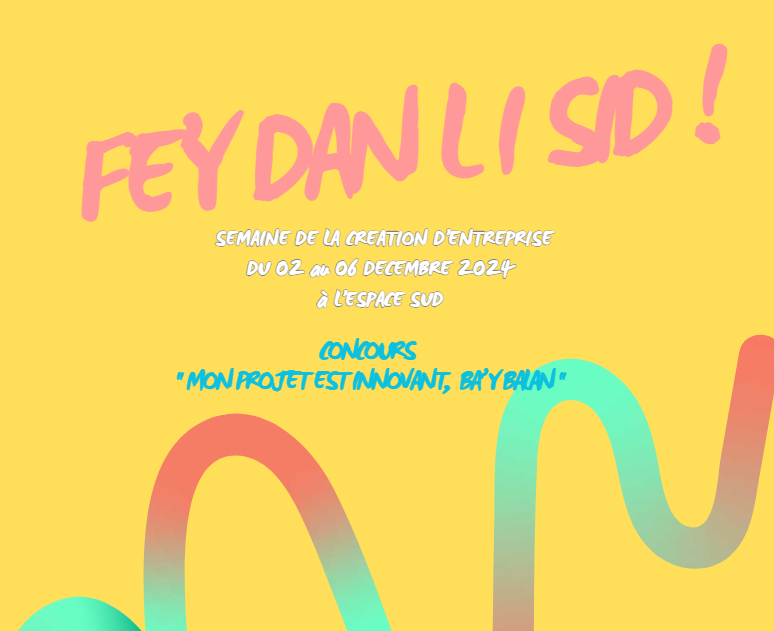 FEY DAN LI SID !
SEMAINE DE LA CREATION D'ENTREPRISE
DU 02 au 06 DECEMBRE 2024
à L'ESPACE SUD
CONCOURS
"MON PROJET EST INNOVANT, BA'Y BALAN"